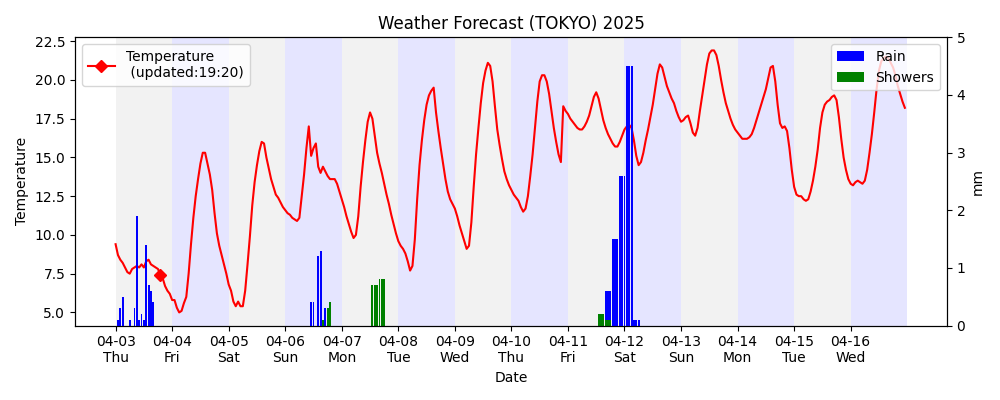 Weather Forecast (TOKYO) 2025
Temperature
(updated:19:20)
Rain
Showers
22.5
20.0
17.5
15.0
12.5
10.0
7.5
5.0
Temperature
5
4
3
2
1
0
mm
04-03 04-04 04-05 04-06 04-07 04-08 04-09 04-10 04-11 04-12 04-13 04-14 04-15 04-16
Thu Fri Sat Sun Mon Tue Wed Thu Fri Sat Sun Mon Tue Wed
Date